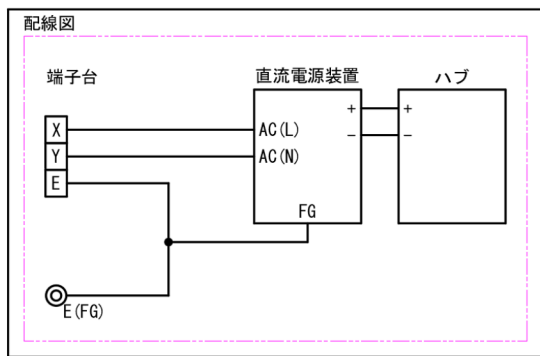 配線図
端子台
直流電源装置
ハブ
X
Y
E
AC(L)
AC(N)
+
−
FG
+
−
E(FG)